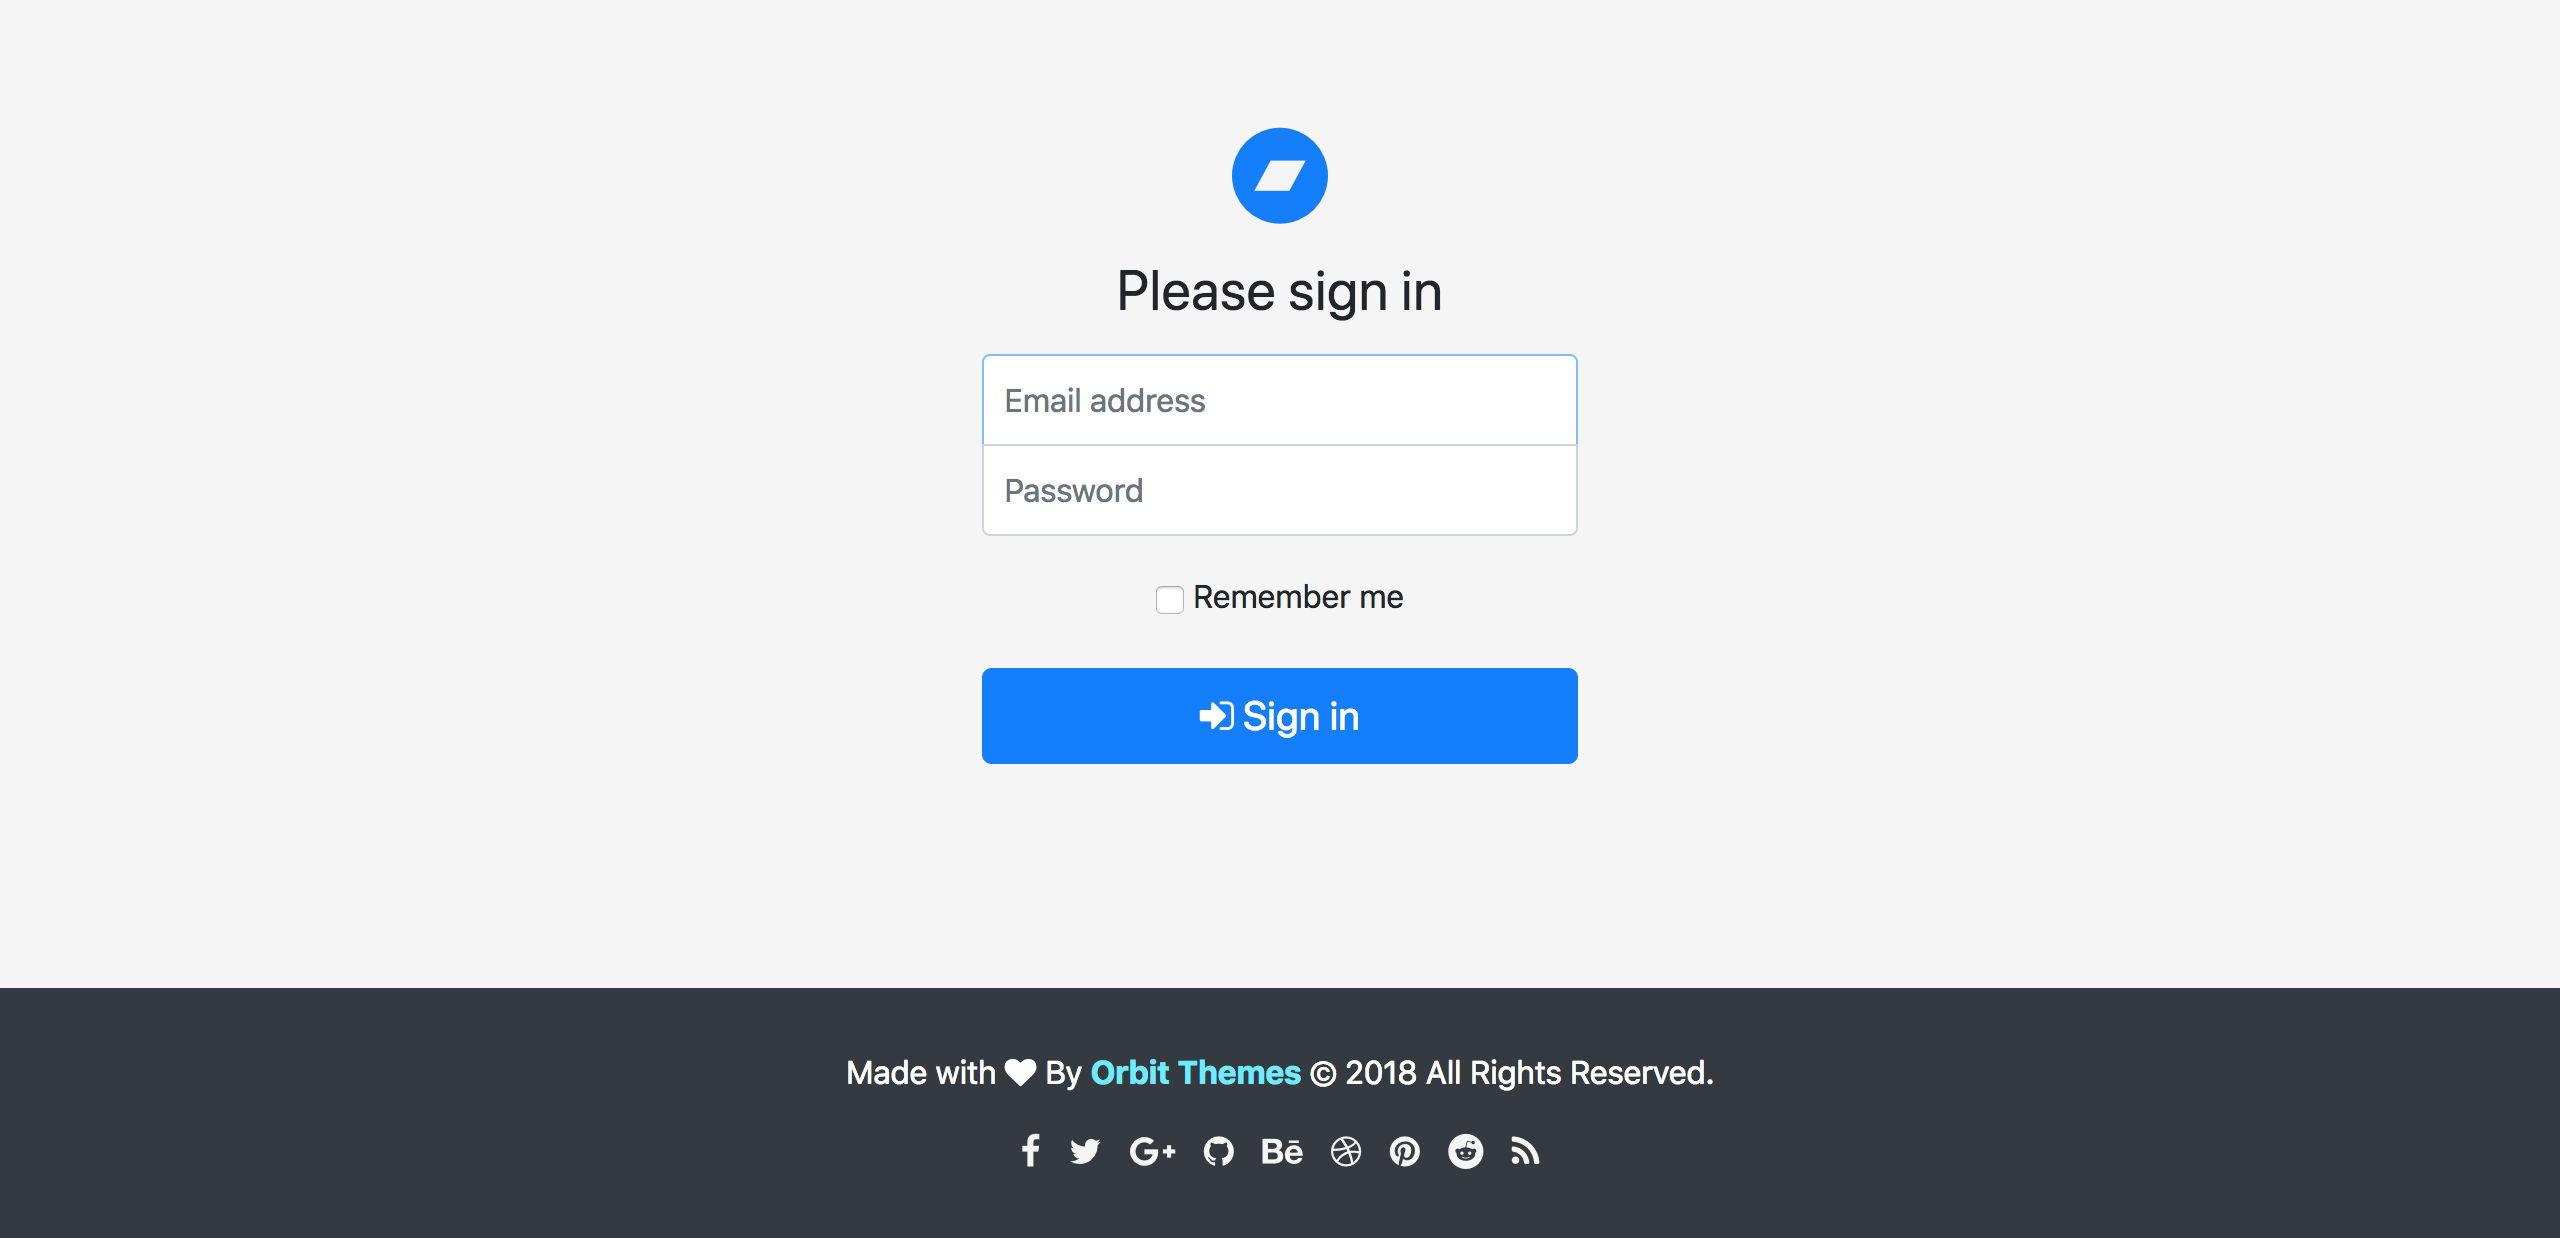 Please sign in
Email address
Password
Remember me
Sign in
Made with By Orbit Themes © 2018 All Rights Reserved.